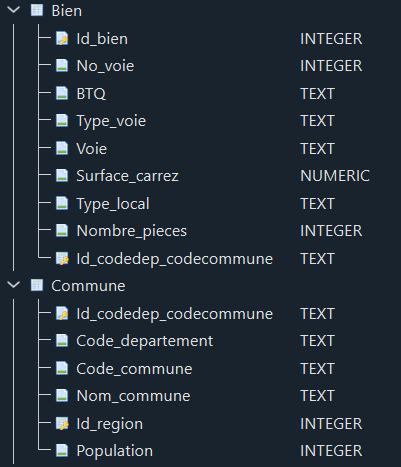 Bien
Id_bien INTEGER
No_voie INTEGER
BTQ TEXT
Type_voie TEXT
Voie TEXT
Surface_carrez NUMERIC
Type_local TEXT
Nombre_pieces INTEGER
Id_codedep_codecommune TEXT
Commune
Id_codedep_codecommune TEXT
Code_departement TEXT
Code_commune TEXT
Nom_commune TEXT
Id_region INTEGER
Population INTEGER